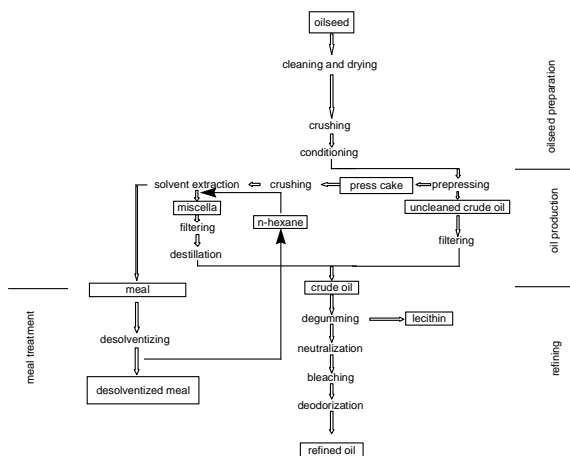 oilseed
cleaning and drying
crushing
conditioning
oilseed preparation
solvent extraction
crushing
press cake
prepressing
miscella
n-hexane
uncleaned crude oil
filtering
filtering
destillation
oil production
meal
crude oil
degumming
lecithin
desolventizing
neutralization
meal treatment
bleaching
refining
desolventized meal
deodorization
refined oil